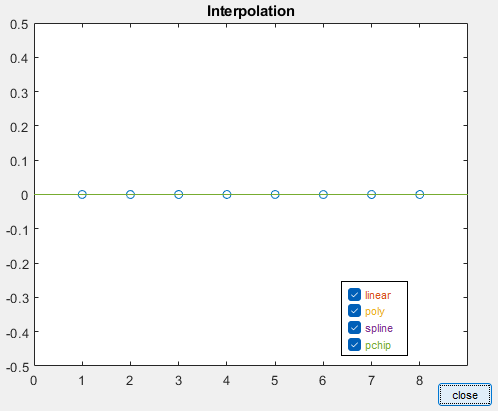 Interpolation
0.5
0.4
0.3
0.2
0.1
0
-0.1
-0.2
-0.3
-0.4
-0.5
linear
poly
spline
pchip
0 1 2 3 4 5 6 7 8
close